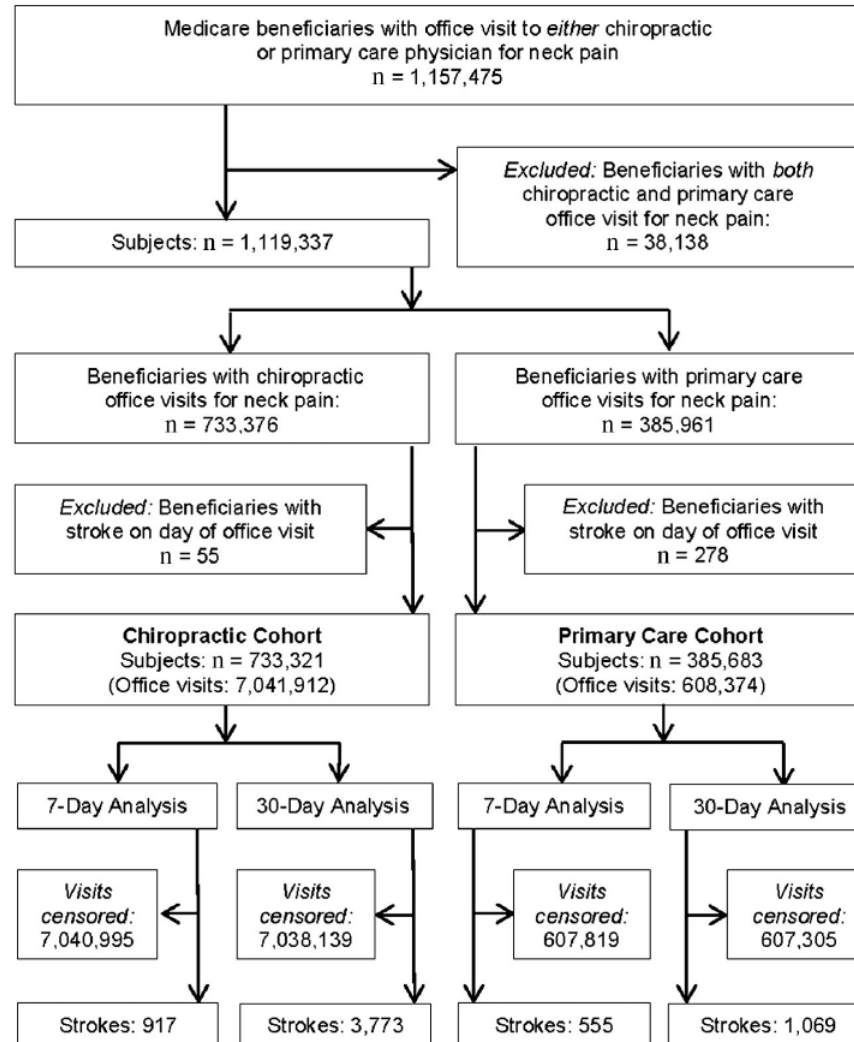 Medicare beneficiaries with office visit to either chiropractic
or primary care physician for neck pain
n = 1,157,475
Excluded: Beneficiaries with both
chiropractic and primary care
office visit for neck pain:
n = 38,138
Subjects: n = 1,119,337
Beneficiaries with chiropractic
office visits for neck pain:
n = 733,376
Beneficiaries with primary care
office visits for neck pain:
n = 385,961
Excluded: Beneficiaries with
stroke on day of office visit
n = 55
Excluded: Beneficiaries with
stroke on day of office visit
n = 278
Chiropractic Cohort
Subjects: n = 733,321
(Office visits: 7,041,912)
Primary Care Cohort
Subjects: n = 385,683
(Office visits: 608,374)
7-Day Analysis
30-Day Analysis
7-Day Analysis
30-Day Analysis
Visits
censored:
7,040,995
Visits
censored:
7,038,139
Visits
censored:
607,819
Visits
censored:
607,305
Strokes: 917
Strokes: 3,773
Strokes: 555
Strokes: 1,069